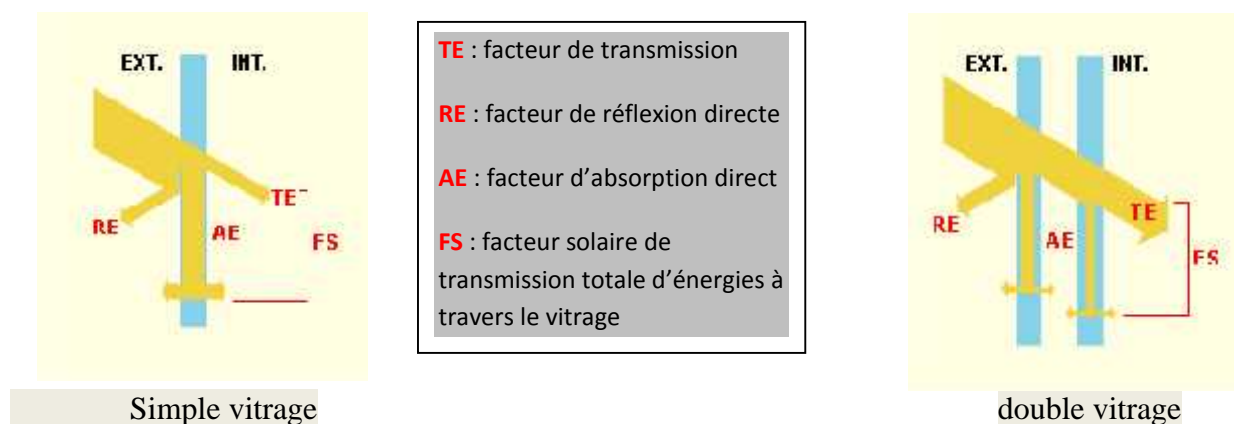 EXT. INT.
TE
RE
AE
FS
Simple vitrage
TE : facteur de transmission
RE : facteur de réflexion directe
AE : facteur d'absorption direct
FS : facteur solaire de
transmission totale d'énergies à
travers le vitrage
EXT. INT.
TE
RE
AE
FS
double vitrage